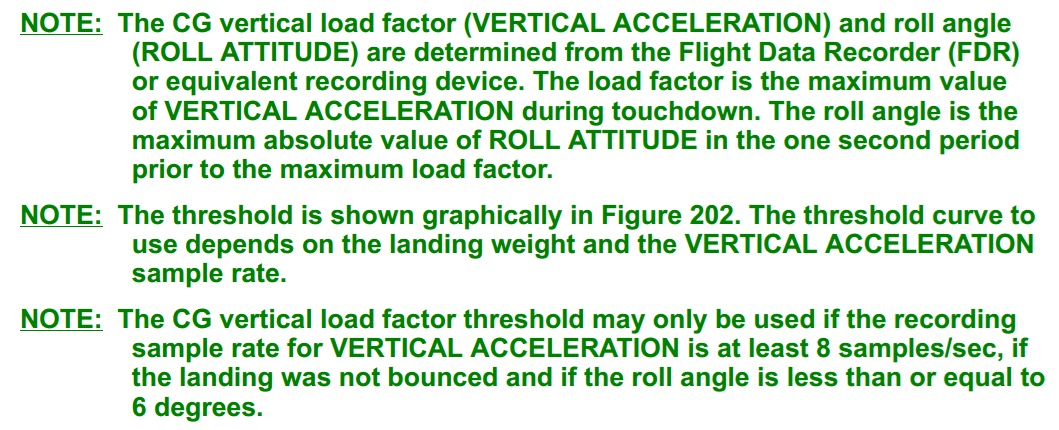 NOTE: The CG vertical load factor (VERTICAL ACCELERATION) and roll angle
(ROLL ATTITUDE) are determined from the Flight Data Recorder (FDR)
or equivalent recording device. The load factor is the maximum value
of VERTICAL ACCELERATION during touchdown. The roll angle is the
maximum absolute value of ROLL ATTITUDE in the one second period
prior to the maximum load factor.
NOTE: The threshold is shown graphically in Figure 202. The threshold curve to
use depends on the landing weight and the VERTICAL ACCELERATION
sample rate.
NOTE: The CG vertical load factor threshold may only be used if the recording
sample rate for VERTICAL ACCELERATION is at least 8 samples/sec, if
the landing was not bounced and if the roll angle is less than or equal to
6 degrees.